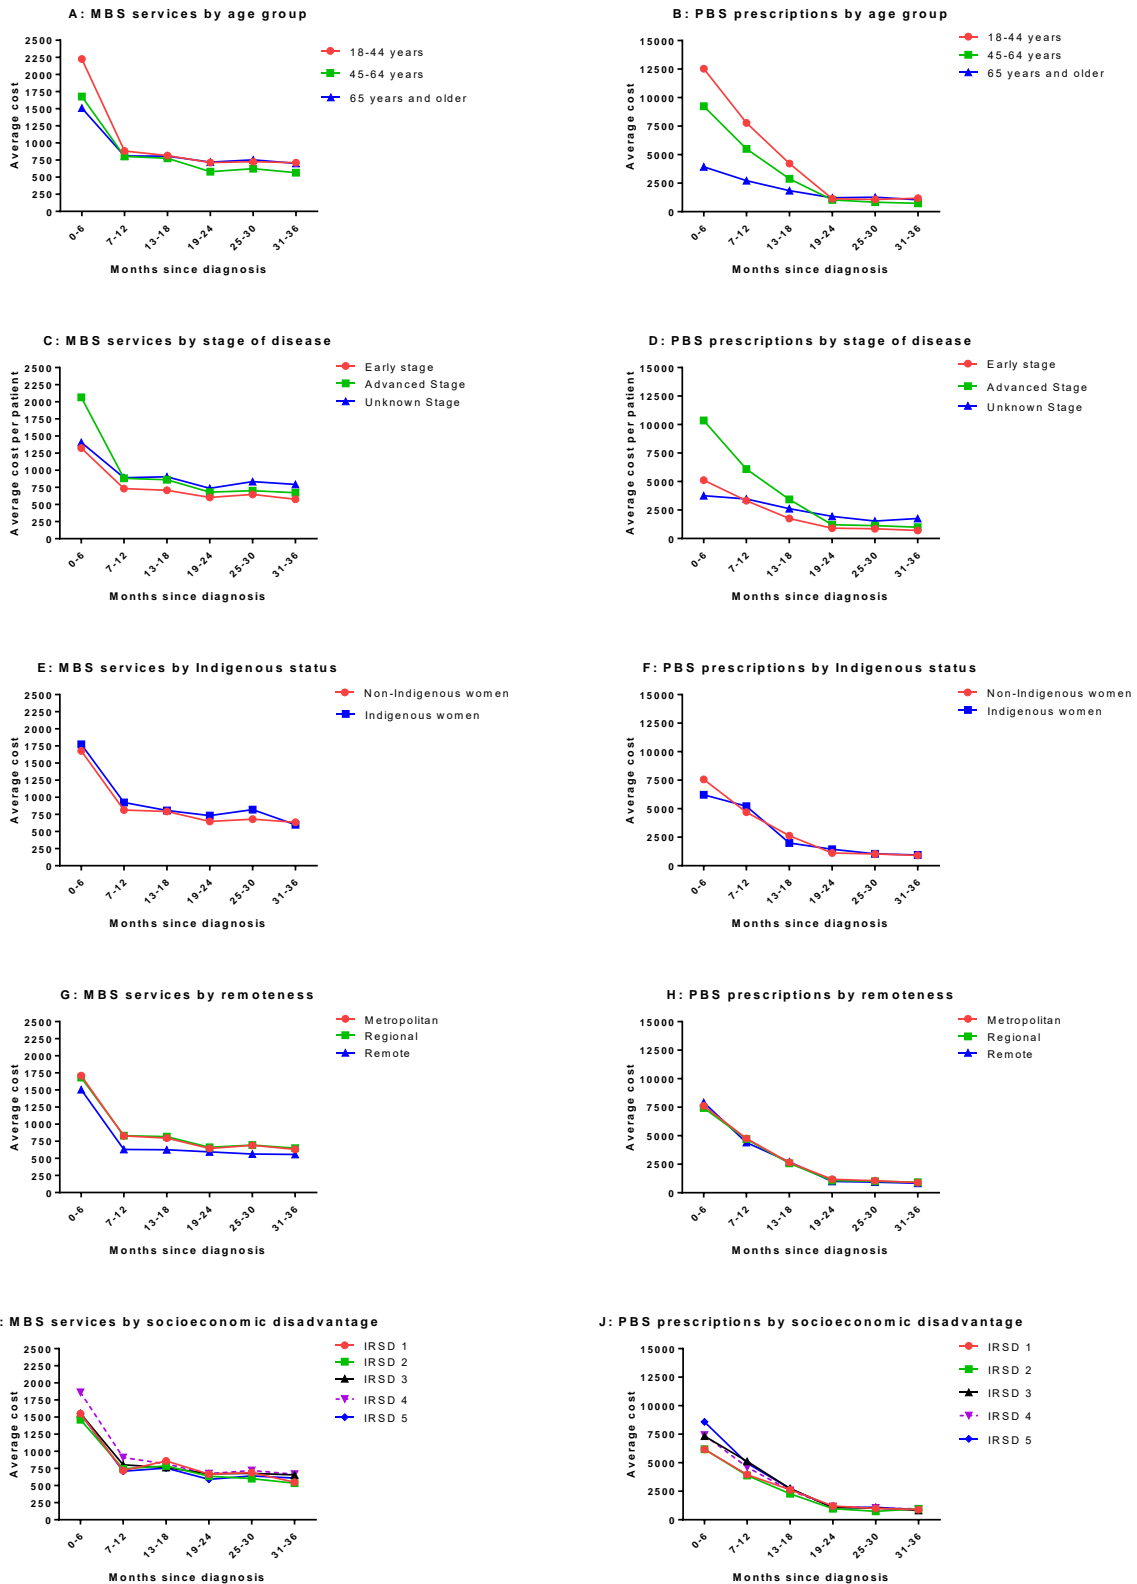 A: MBS services by age group
2500
2250
2000
1750
1500
1250
1000
750
500
250
0
Average cost
0-6
7-12
13-18
19-24
25-30
31-36
Months since diagnosis
18-44 years
45-64 years
65 years and older
B: PBS prescriptions by age group
15000
12500
10000
7500
5000
2500
0
Average cost
0-6
7-12
13-18
19-24
25-30
31-36
Months since diagnosis
18-44 years
45-64 years
65 years and older
C: MBS services by stage of disease
2500
2250
2000
1750
1500
1250
1000
750
500
250
0
Average cost per patient
0-6
7-12
13-18
19-24
25-30
31-36
Months since diagnosis
Early stage
Advanced Stage
Unknown Stage
D: PBS prescriptions by stage of disease
15000
12500
10000
7500
5000
2500
0
Average cost per patient
0-6
7-12
13-18
19-24
25-30
31-36
Months since diagnosis
Early stage
Advanced Stage
Unknown Stage
E: MBS services by Indigenous status
2500
2250
2000
1750
1500
1250
1000
750
500
250
0
Average cost
0-6
7-12
13-18
19-24
25-30
31-36
Months since diagnosis
Non-Indigenous women
Indigenous women
F: PBS prescriptions by Indigenous status
15000
12500
10000
7500
5000
2500
0
Average cost
0-6
7-12
13-18
19-24
25-30
31-36
Months since diagnosis
Non-Indigenous women
Indigenous women
G: MBS services by remoteness
2500
2250
2000
1750
1500
1250
1000
750
500
250
0
Average cost
0-6
7-12
13-18
19-24
25-30
31-36
Months since diagnosis
Metropolitan
Regional
Remote
H: PBS prescriptions by remoteness
15000
12500
10000
7500
5000
2500
0
Average cost
0-6
7-12
13-18
19-24
25-30
31-36
Months since diagnosis
Metropolitan
Regional
Remote
: MBS services by socioeconomic disadvantage
2500
2250
2000
1750
1500
1250
1000
750
500
250
0
Average cost
0-6
7-12
13-18
19-24
25-30
31-36
Months since diagnosis
IRSD 1
IRSD 2
IRSD 3
IRSD 4
IRSD 5
J: PBS prescriptions by socioeconomic disadvantage
15000
12500
10000
7500
5000
2500
0
Average cost
0-6
7-12
13-18
19-24
25-30
31-36
Months since diagnosis
IRSD 1
IRSD 2
IRSD 3
IRSD 4
IRSD 5